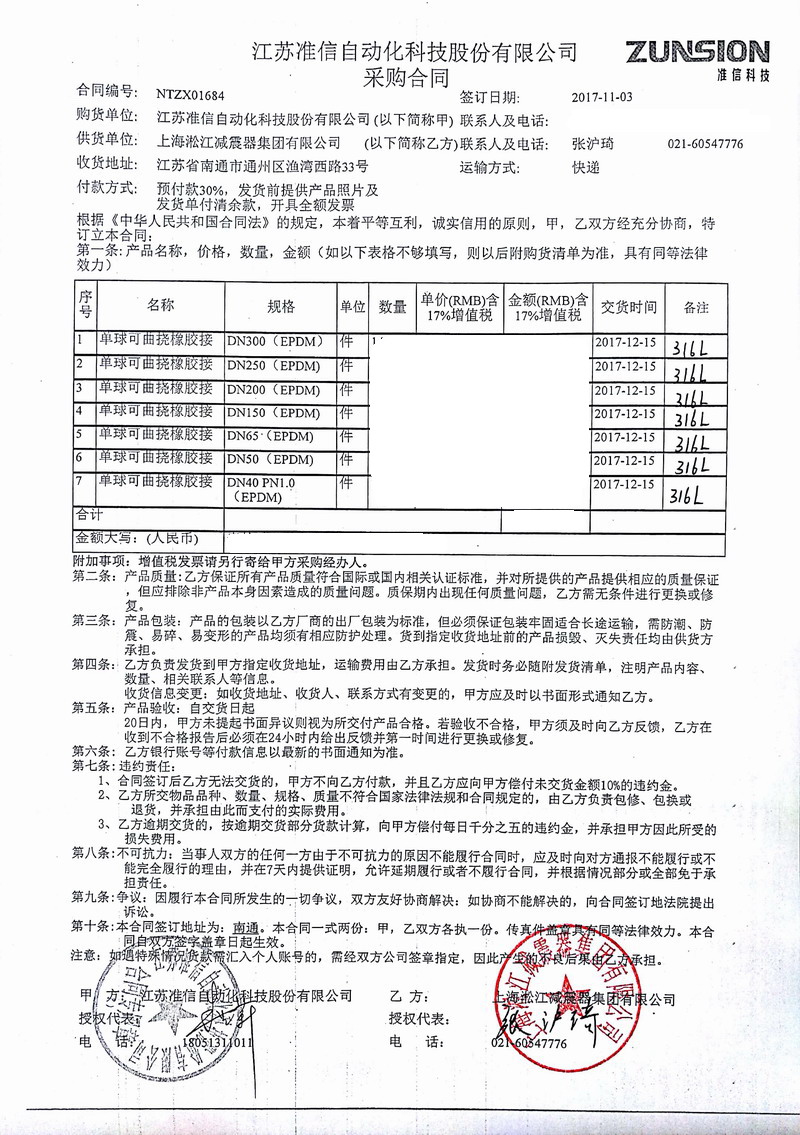 江苏准信自动化科技股份有限公司
采购合同
ZUNSION
准信科技
合同编号: NTZX01684 签订日期: 2017-11-03
购货单位: 江苏准信自动化科技股份有限公司(以下简称甲) 联系人及电话:
供货单位: 上海淞江减震器集团有限公司 (以下简称乙方) 联系人及电话: 张沪琦 021-60547776
收货地址: 江苏省南通市通州区渔湾西路33号 运输方式: 快递
付款方式: 预付款30%，发货前提供产品照片及
发货单付清余款，开具全额发票
根据《中华人民共和国合同法》的规定，本着平等互利，诚实信用的原则，甲，乙双方经充分协商，特
订立本合同：
第一条:产品名称，价格，数量，金额（如以下表格不够填写，则以后附购货清单为准，具有同等法律
效力）
序号 名称 规格 单位 数量 单价(RMB)含17%增值税 金额(RMB)含17%增值税 交货时间 备注
1 单球可曲挠橡胶接 DN300（EPDM） 件 1 2017-12-15 316L
2 单球可曲挠橡胶接 DN250（EPDM） 件 2017-12-15 316L
3 单球可曲挠橡胶接 DN200（EPDM） 件 2017-12-15 316L
4 单球可曲挠橡胶接 DN150（EPDM） 件 2017-12-15 316L
5 单球可曲挠橡胶接 DN65（EPDM） 件 2017-12-15 316L
6 单球可曲挠橡胶接 DN50（EPDM） 件 2017-12-15 316L
7 单球可曲挠橡胶接 DN40 PN1.0 件 2017-12-15 316L
（EPDM）
合计
金额大写：(人民币)
附加事项：增值税发票请另行寄给甲方采购经办人。
第二条：产品质量:乙方保证所有产品质量符合国际或国内相关认证标准，并对所提供的产品提供相应的质量保证
，但应排除非产品本身因素造成的质量问题。质保期内出现任何质量问题，乙方需无条件进行更换或修
复。
第三条：产品包装：产品的包装以乙方厂商的出厂包装为标准，但必须保证包装牢固适合长途运输，需防潮、防
震、易碎、易变形的产品均须有相应防护处理。货到指定收货地址前的产品损毁、灭失责任均由供货方
承担。
第四条：乙方负责发货到甲方指定收货地址，运输费用由乙方承担。发货时务必随附发货清单，注明产品内容、
数量、相关联系人等信息。
收货信息变更：如收货地址、收货人、联系方式有变更的，甲方应及时以书面形式通知乙方。
第五条：产品验收：自交货日起
20日内，甲方未提起书面异议则视为所交付产品合格。若验收不合格，甲方须及时向乙方反馈，乙方在
收到不合格报告后必须在24小时内给出反馈并第一时间进行更换或修复。
第六条：乙方银行账号等付款信息以最新的书面通知为准。
第七条：违约责任：
1、合同签订后乙方无法交货的，甲方不向乙方付款，并且乙方应向甲方偿付未交货金额10%的违约金。
2、乙方所交物品品种、数量、规格、质量不符合国家法律法规和合同规定的，由乙方负责包修、包换或
退货，并承担由此而支付的实际费用。
3、乙方逾期交货的，按逾期交货部分货款计算，向甲方偿付每日千分之五的违约金，并承担甲方因此所受的
损失费用。
第八条：不可抗力：当事人双方的任何一方由于不可抗力的原因不能履行合同时，应及时向对方通报不能履行或不
能完全履行的理由，并在7天内提供证明，允许延期履行或者不履行合同，并根据情况部分或全部免于承
担责任。
第九条：争议：因履行本合同所发生的一切争议，双方友好协商解决：如协商不能解决的，向合同签订地法院提出
诉讼。
第十条：本合同签订地址为：南通。本合同一式两份：甲，乙双方各执一份。传真件盖章具有同等法律效力。本合
同自双方签字盖章日起生效。
注意：如遇特殊情况货款需汇入个人账号的，需经双方公司签章指定，因此产生的不良后果由乙方承担。
甲 方：江苏准信自动化科技股份有限公司 乙 方： 上海淞江减震器集团有限公司
授权代表： 授权代表： 张沪琦
电 话： 18051311011 电 话： 021-60547776
上海淞江减震器集团有限公司